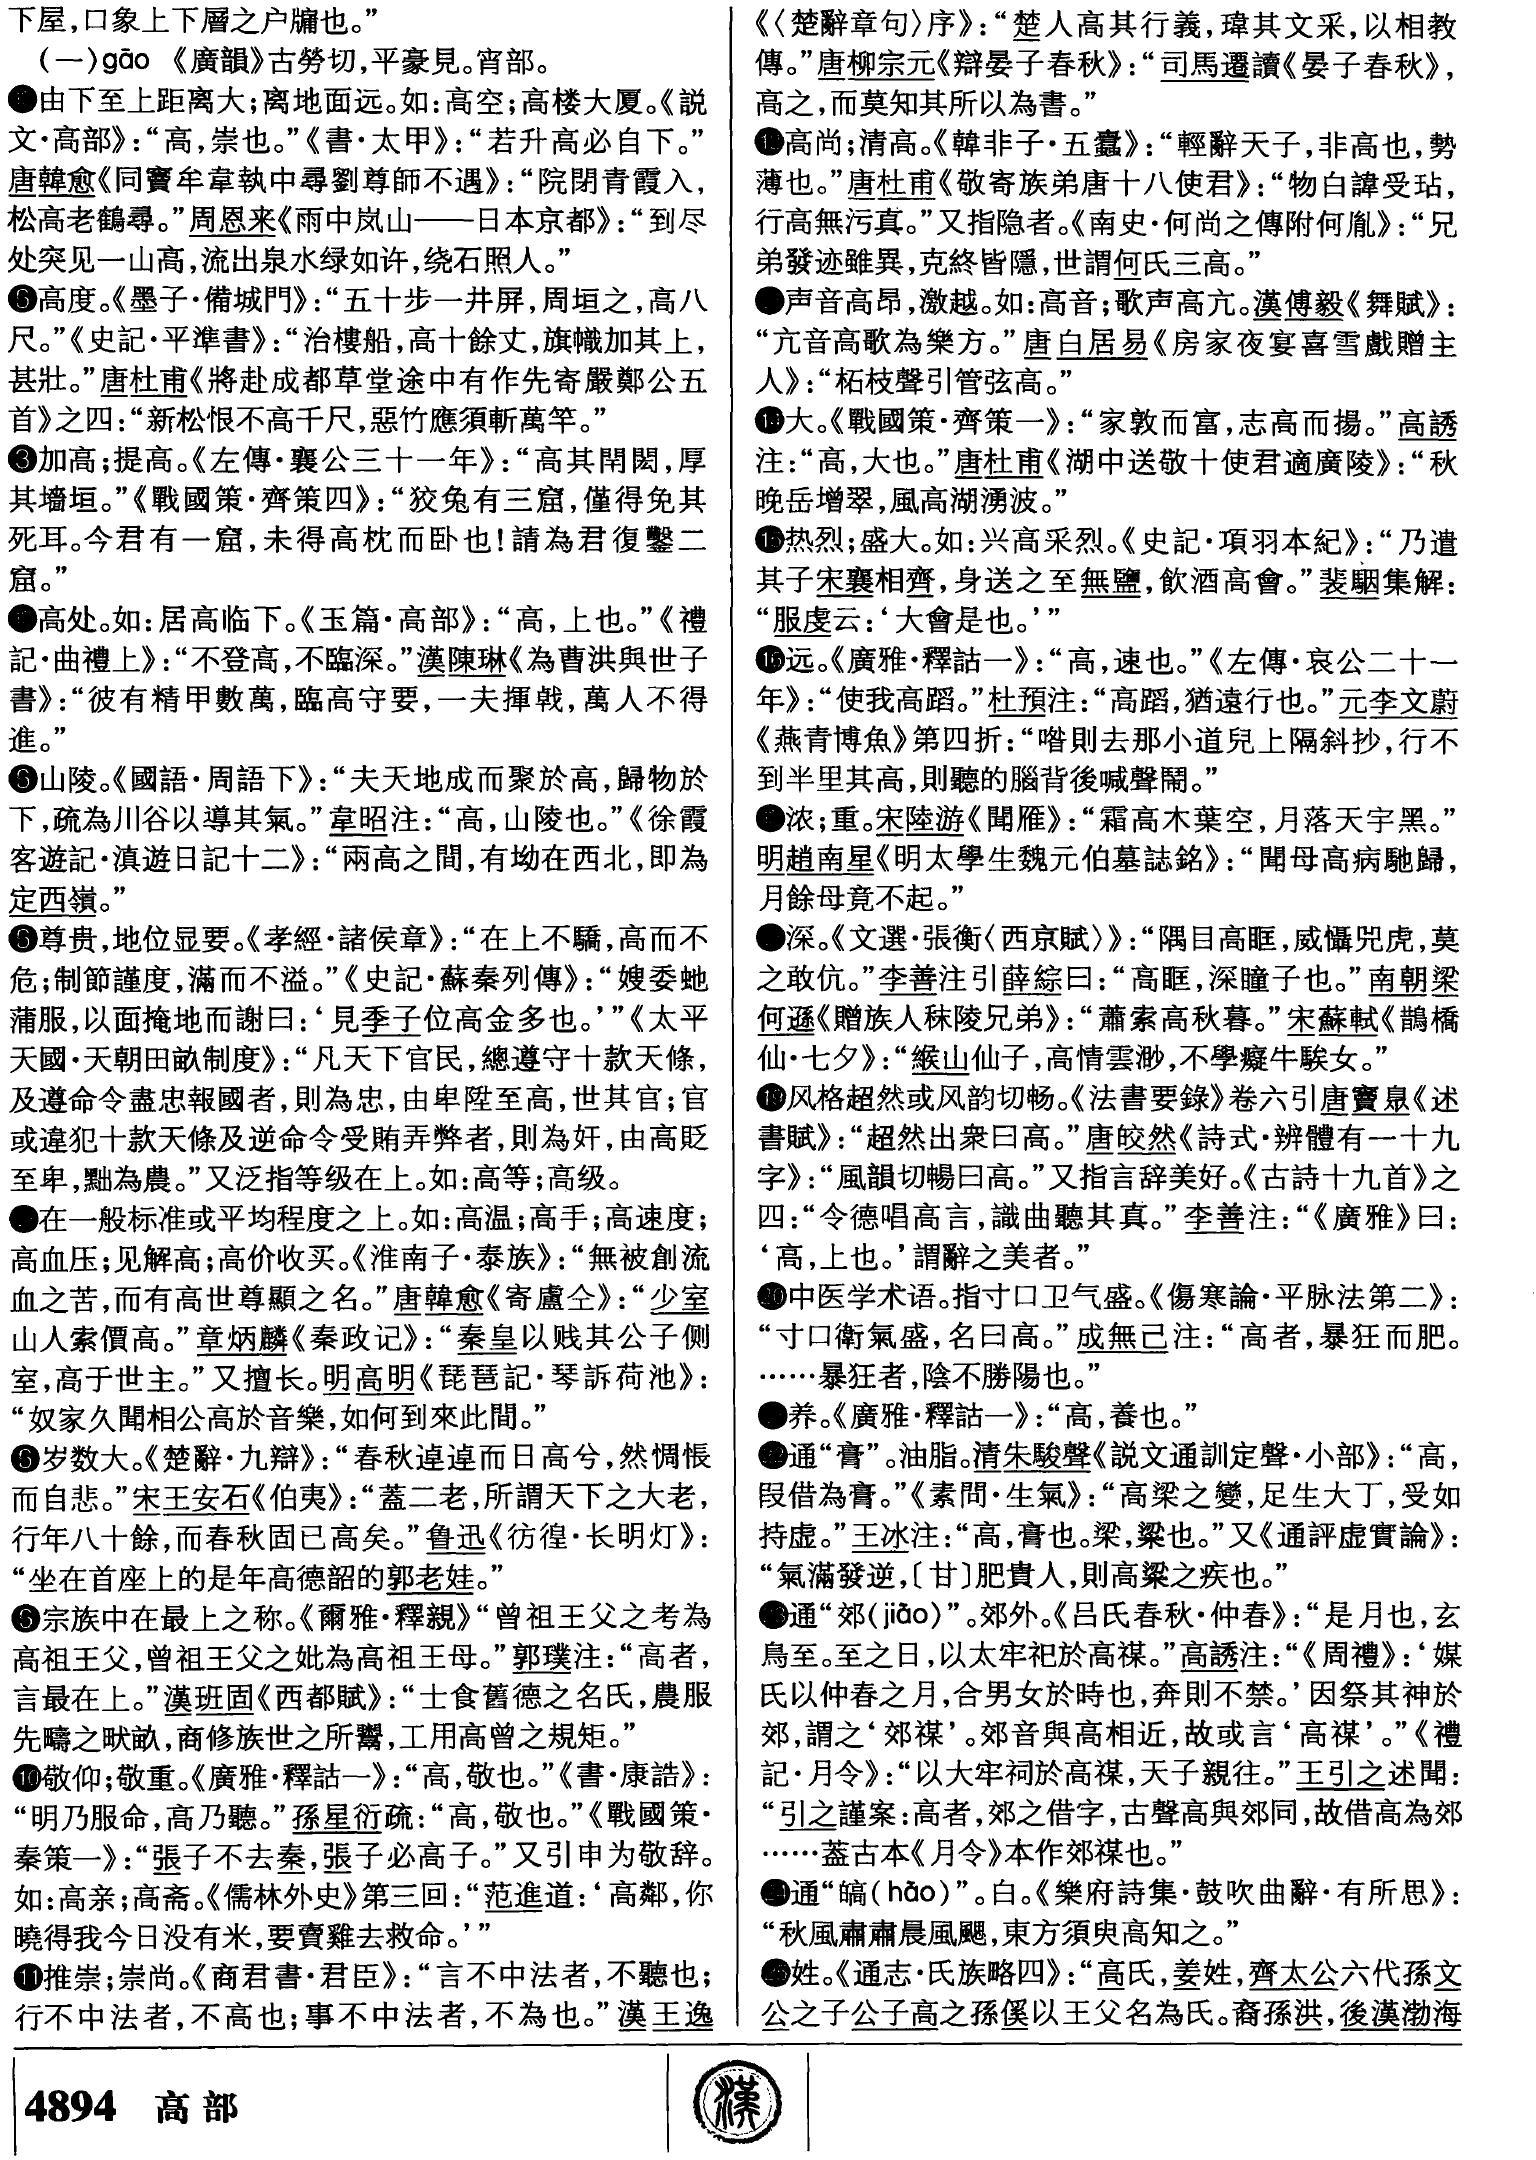 下屋,口象上下層之户牖也。”
(一)gāo 《廣韻》古勞切,平豪見。宵部。
❶由下至上距离大;离地面远。如:高空;高楼大厦。《説
文·高部》:“高,崇也。”《書·太甲》:“若升高必自下。”
唐韓愈《同竇牟韋執中尋劉尊師不遇》:“院閉青霞入,
松高老鶴尋。”周恩来《雨中岚山——日本京都》:“到尽
处突见一山高,流出泉水绿如许,绕石照人。”
❷高度。《墨子·備城門》:“五十步一井屏,周垣之,高八
尺。”《史記·平準書》:“治樓船,高十餘丈,旗幟加其上,
甚壯。”唐杜甫《將赴成都草堂途中有作先寄嚴鄭公五
首》之四:“新松恨不高千尺,惡竹應須斬萬竿。”
❸加高;提高。《左傳·襄公三十一年》:“高其閈閎,厚
其墻垣。”《戰國策·齊策四》:“狡兔有三窟,僅得免其
死耳。今君有一窟,未得高枕而卧也!請為君復鑿二
窟。”
❹高处。如:居高临下。《玉篇·高部》:“高,上也。”《禮
記·曲禮上》:“不登高,不臨深。”漢陳琳《為曹洪與世子
書》:“彼有精甲數萬,臨高守要,一夫揮戟,萬人不得
進。”
❺山陵。《國語·周語下》:“夫天地成而聚於高,歸物於
下,疏為川谷以導其氣。”韋昭注:“高,山陵也。”《徐霞
客遊記·滇遊日記十二》:“兩高之間,有坳在西北,即為
定西嶺。”
❻尊贵,地位显要。《孝經·諸侯章》:“在上不驕,高而不
危;制節謹度,滿而不溢。”《史記·蘇秦列傳》:“嫂委虵
蒲服,以面掩地而謝曰:‘見季子位高金多也。’”《太平
天國·天朝田畝制度》:“凡天下官民,總遵守十款天條,
及遵命令盡忠報國者,則為忠,由卑陞至高,世其官;官
或違犯十款天條及逆命令受賄弄弊者,則為奸,由高貶
至卑,黜為農。”又泛指等级在上。如:高等;高级。
❼在一般标准或平均程度之上。如:高温;高手;高速度;
高血压;见解高;高价收买。《淮南子·泰族》:“無被創流
血之苦,而有高世尊顯之名。”唐韓愈《寄盧仝》:“少室
山人索價高。”章炳麟《秦政记》:“秦皇以贱其公子侧
室,高于世主。”又擅长。明高明《琵琶記·琴訴荷池》:
“奴家久聞相公高於音樂,如何到來此間。”
❽岁数大。《楚辭·九辯》:“春秋逴逴而日高兮,然惆悵
而自悲。”宋王安石《伯夷》:“蓋二老,所謂天下之大老,
行年八十餘,而春秋固已高矣。”鲁迅《彷徨·长明灯》:
“坐在首座上的是年高德韶的郭老娃。”
❾宗族中在最上之称。《爾雅·釋親》“曾祖王父之考為
高祖王父,曾祖王父之妣為高祖王母。”郭璞注:“高者,
言最在上。”漢班固《西都賦》:“士食舊德之名氏,農服
先疇之畎畝,商修族世之所鬻,工用高曾之規矩。”
❿敬仰;敬重。《廣雅·釋詁一》:“高,敬也。”《書·康誥》:
“明乃服命,高乃聽。”孫星衍疏:“高,敬也。”《戰國策·
秦策一》:“張子不去秦,張子必高子。”又引申为敬辞。
如:高亲;高斋。《儒林外史》第三回:“范進道:‘高鄰,你
曉得我今日没有米,要賣雞去救命。’”
⓫推崇;崇尚。《商君書·君臣》:“言不中法者,不聽也;
行不中法者,不高也;事不中法者,不為也。”漢王逸
《〈楚辭章句〉序》:“楚人高其行義,瑋其文采,以相教
傳。”唐柳宗元《辯晏子春秋》:“司馬遷讀《晏子春秋》,
高之,而莫知其所以為書。”
⓬高尚;清高。《韓非子·五蠹》:“輕辭天子,非高也,勢
薄也。”唐杜甫《敬寄族弟唐十八使君》:“物白諱受玷,
行高無污真。”又指隐者。《南史·何尚之傳附何胤》:“兄
弟發迹雖異,克終皆隱,世謂何氏三高。”
⓭声音高昂,激越。如:高音;歌声高亢。漢傅毅《舞賦》:
“亢音高歌為樂方。”唐白居易《房家夜宴喜雪戲贈主
人》:“柘枝聲引管弦高。”
⓮大。《戰國策·齊策一》:“家敦而富,志高而揚。”高誘
注:“高,大也。”唐杜甫《湖中送敬十使君適廣陵》:“秋
晚岳增翠,風高湖湧波。”
⓯热烈;盛大。如:兴高采烈。《史記·項羽本紀》:“乃遣
其子宋襄相齊,身送之至無鹽,飲酒高會。”裴駰集解:
“服虔云:‘大會是也。’”
⓰远。《廣雅·釋詁一》:“高,遠也。”《左傳·哀公二十一
年》:“使我高蹈。”杜預注:“高蹈,猶遠行也。”元李文蔚
《燕青博魚》第四折:“喒則去那小道兒上隔斜抄,行不
到半里其高,則聽的腦背後喊聲鬧。”
⓱浓;重。宋陸游《聞雁》:“霜高木葉空,月落天宇黑。”
明趙南星《明太學生魏元伯墓誌銘》:“聞母高病馳歸,
月餘母竟不起。”
⓲深。《文選·張衡〈西京賦〉》:“隅目高眶,威懾兕虎,莫
之敢伉。”李善注引薛綜曰:“高眶,深瞳子也。”南朝梁
何遜《贈族人秣陵兄弟》:“蕭索高秋暮。”宋蘇軾《鵲橋
仙·七夕》:“緱山仙子,高情雲渺,不學癡牛騃女。”
⓳风格超然或风韵切畅。《法書要錄》卷六引唐竇臮《述
書賦》:“超然出衆曰高。”唐皎然《詩式·辨體有一十九
字》:“風韻切暢曰高。”又指言辞美好。《古詩十九首》之
四:“令德唱高言,識曲聽其真。”李善注:“《廣雅》曰:
‘高,上也。’謂辭之美者。”
⓴中医学术语。指寸口卫气盛。《傷寒論·平脉法第二》:
“寸口衛氣盛,名曰高。”成無己注:“高者,暴狂而肥。
……暴狂者,陰不勝陽也。”
㉑养。《廣雅·釋詁一》:“高,養也。”
㉒通“膏”。油脂。清朱駿聲《説文通訓定聲·小部》:“高,
叚借為膏。”《素問·生氣》:“高梁之變,足生大丁,受如
持虚。”王冰注:“高,膏也。梁,粱也。”又《通評虚實論》:
“氣滿發逆,〔甘〕肥貴人,則高粱之疾也。”
㉓通“郊(jiāo)”。郊外。《吕氏春秋·仲春》:“是月也,玄
鳥至。至之日,以太牢祀於高禖。”高誘注:“《周禮》:‘媒
氏以仲春之月,合男女於時也,奔則不禁。’因祭其神於
郊,謂之‘郊禖’。郊音與高相近,故或言‘高禖’。”《禮
記·月令》:“以大牢祠於高禖,天子親往。”王引之述聞:
“引之謹案:高者,郊之借字,古聲高與郊同,故借高為郊
……葢古本《月令》本作郊禖也。”
㉔通“皜(hào)”。白。《樂府詩集·鼓吹曲辭·有所思》:
“秋風肅肅晨風颸,東方須臾高知之。”
㉕姓。《通志·氏族略四》:“高氏,姜姓,齊太公六代孫文
公之子公子高之孫傒以王父名為氏。裔孫洪,後漢渤海
4894 高部
漢